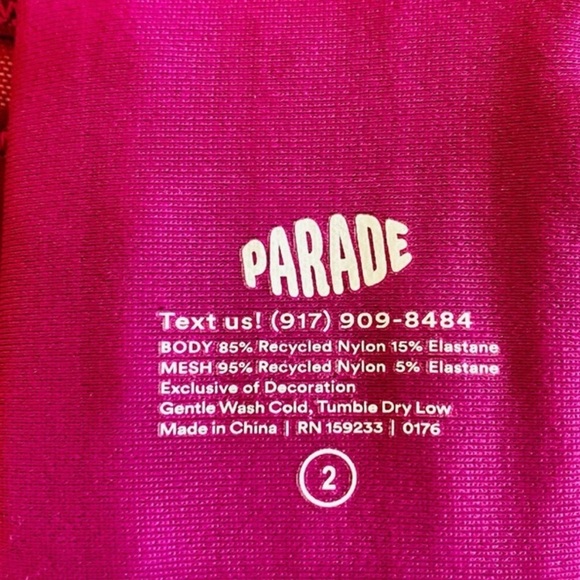 PARADE
Text us! (917) 909-8484
BODY 85% Recycled Nylon 15% Elastane
MESH 95% Recycled Nylon 5% Elastane
Exclusive of Decoration
Gentle Wash Cold, Tumble Dry Low
Made in China | RN 159233 | 0176
2